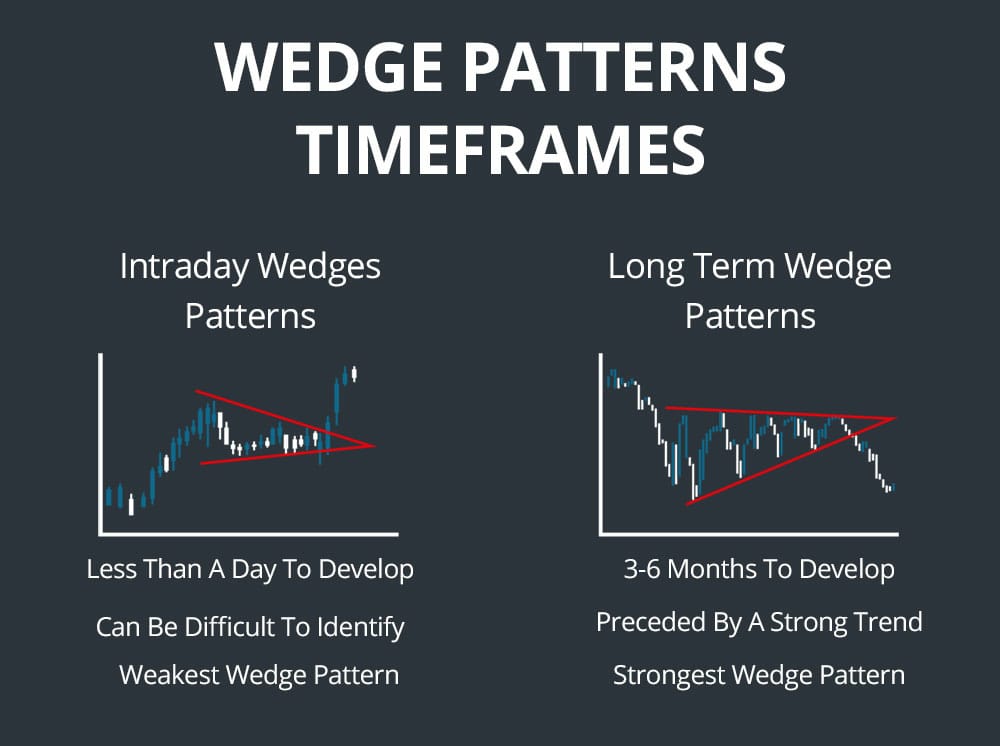 WEDGE PATTERNS
TIMEFRAMES
Intraday Wedges
Patterns
Less Than A Day To Develop
Can Be Difficult To Identify
Weakest Wedge Pattern
Long Term Wedge
Patterns
3-6 Months To Develop
Preceded By A Strong Trend
Strongest Wedge Pattern